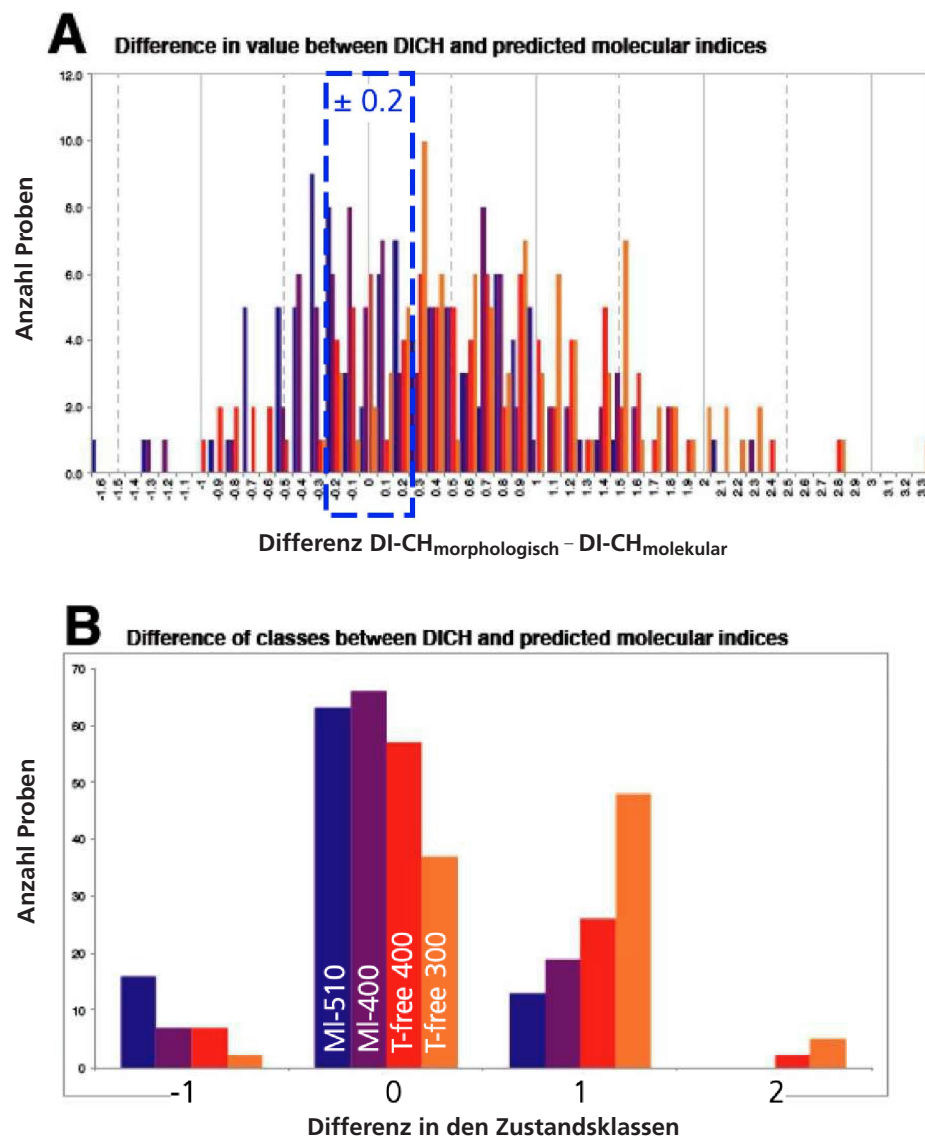 A Difference in value between DICH and predicted molecular indices
12.0
10.0
8.0
6.0
4.0
2.0
0.0
± 0.2
Anzahl Proben
-1.6 -1.5 -1.4 -1.3 -1.2 -1.1 -1 -0.9 -0.8 -0.7 -0.6 -0.5 -0.4 -0.3 -0.2 -0.1 0 0.1 0.2 0.3 0.4 0.5 0.6 0.7 0.8 0.9 1 1.1 1.2 1.3 1.4 1.5 1.6 1.7 1.8 1.9 2 2.1 2.2 2.3 2.4 2.5 2.6 2.7 2.8 2.9 3 3.1 3.2 3.3
Differenz DI-CHmorphologisch – DI-CHmolekular
B Difference of classes between DICH and predicted molecular indices
70
60
50
40
30
20
10
0
Anzahl Proben
MI-510
MI-400
T-free 400
T-free 300
-1 0 1 2
Differenz in den Zustandsklassen